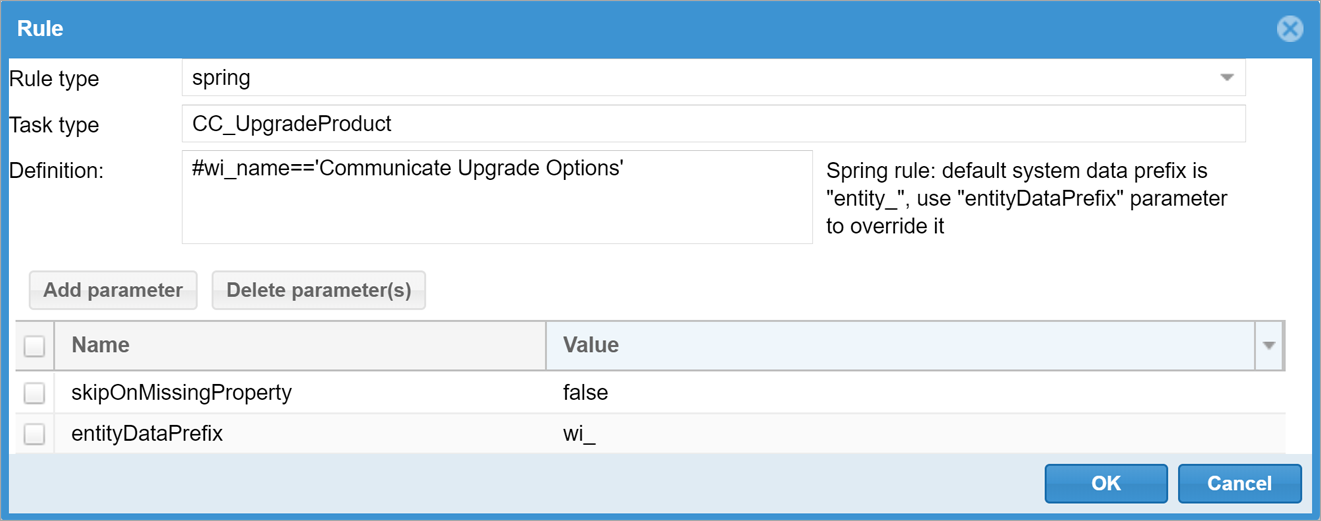 Rule
Rule type
spring
Task type
CC_UpgradeProduct
Definition:
#wi_name=='Communicate Upgrade Options'
Spring rule: default system data prefix is
"entity_", use "entityDataPrefix" parameter
to override it
Add parameter
Delete parameter(s)
Name
Value
skipOnMissingProperty
false
entityDataPrefix
wi_
OK
Cancel